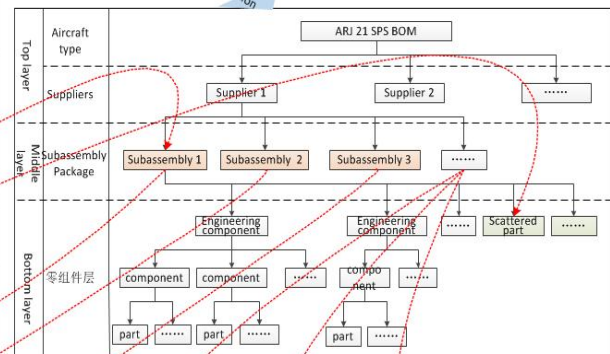 on
ARJ 21 SPS BOM
Aircraft
type
Top layer
Suppliers
Supplier 1
Supplier 2
……
Middle
layer
Subassembly
Package
Subassembly 1
Subassembly 2
Subassembly 3
……
Bottom layer
Engineering
component
Engineering
component
……
Scattered
part
……
零组件层
component
component
……
compo
nent
……
part
……
part
……
part
……